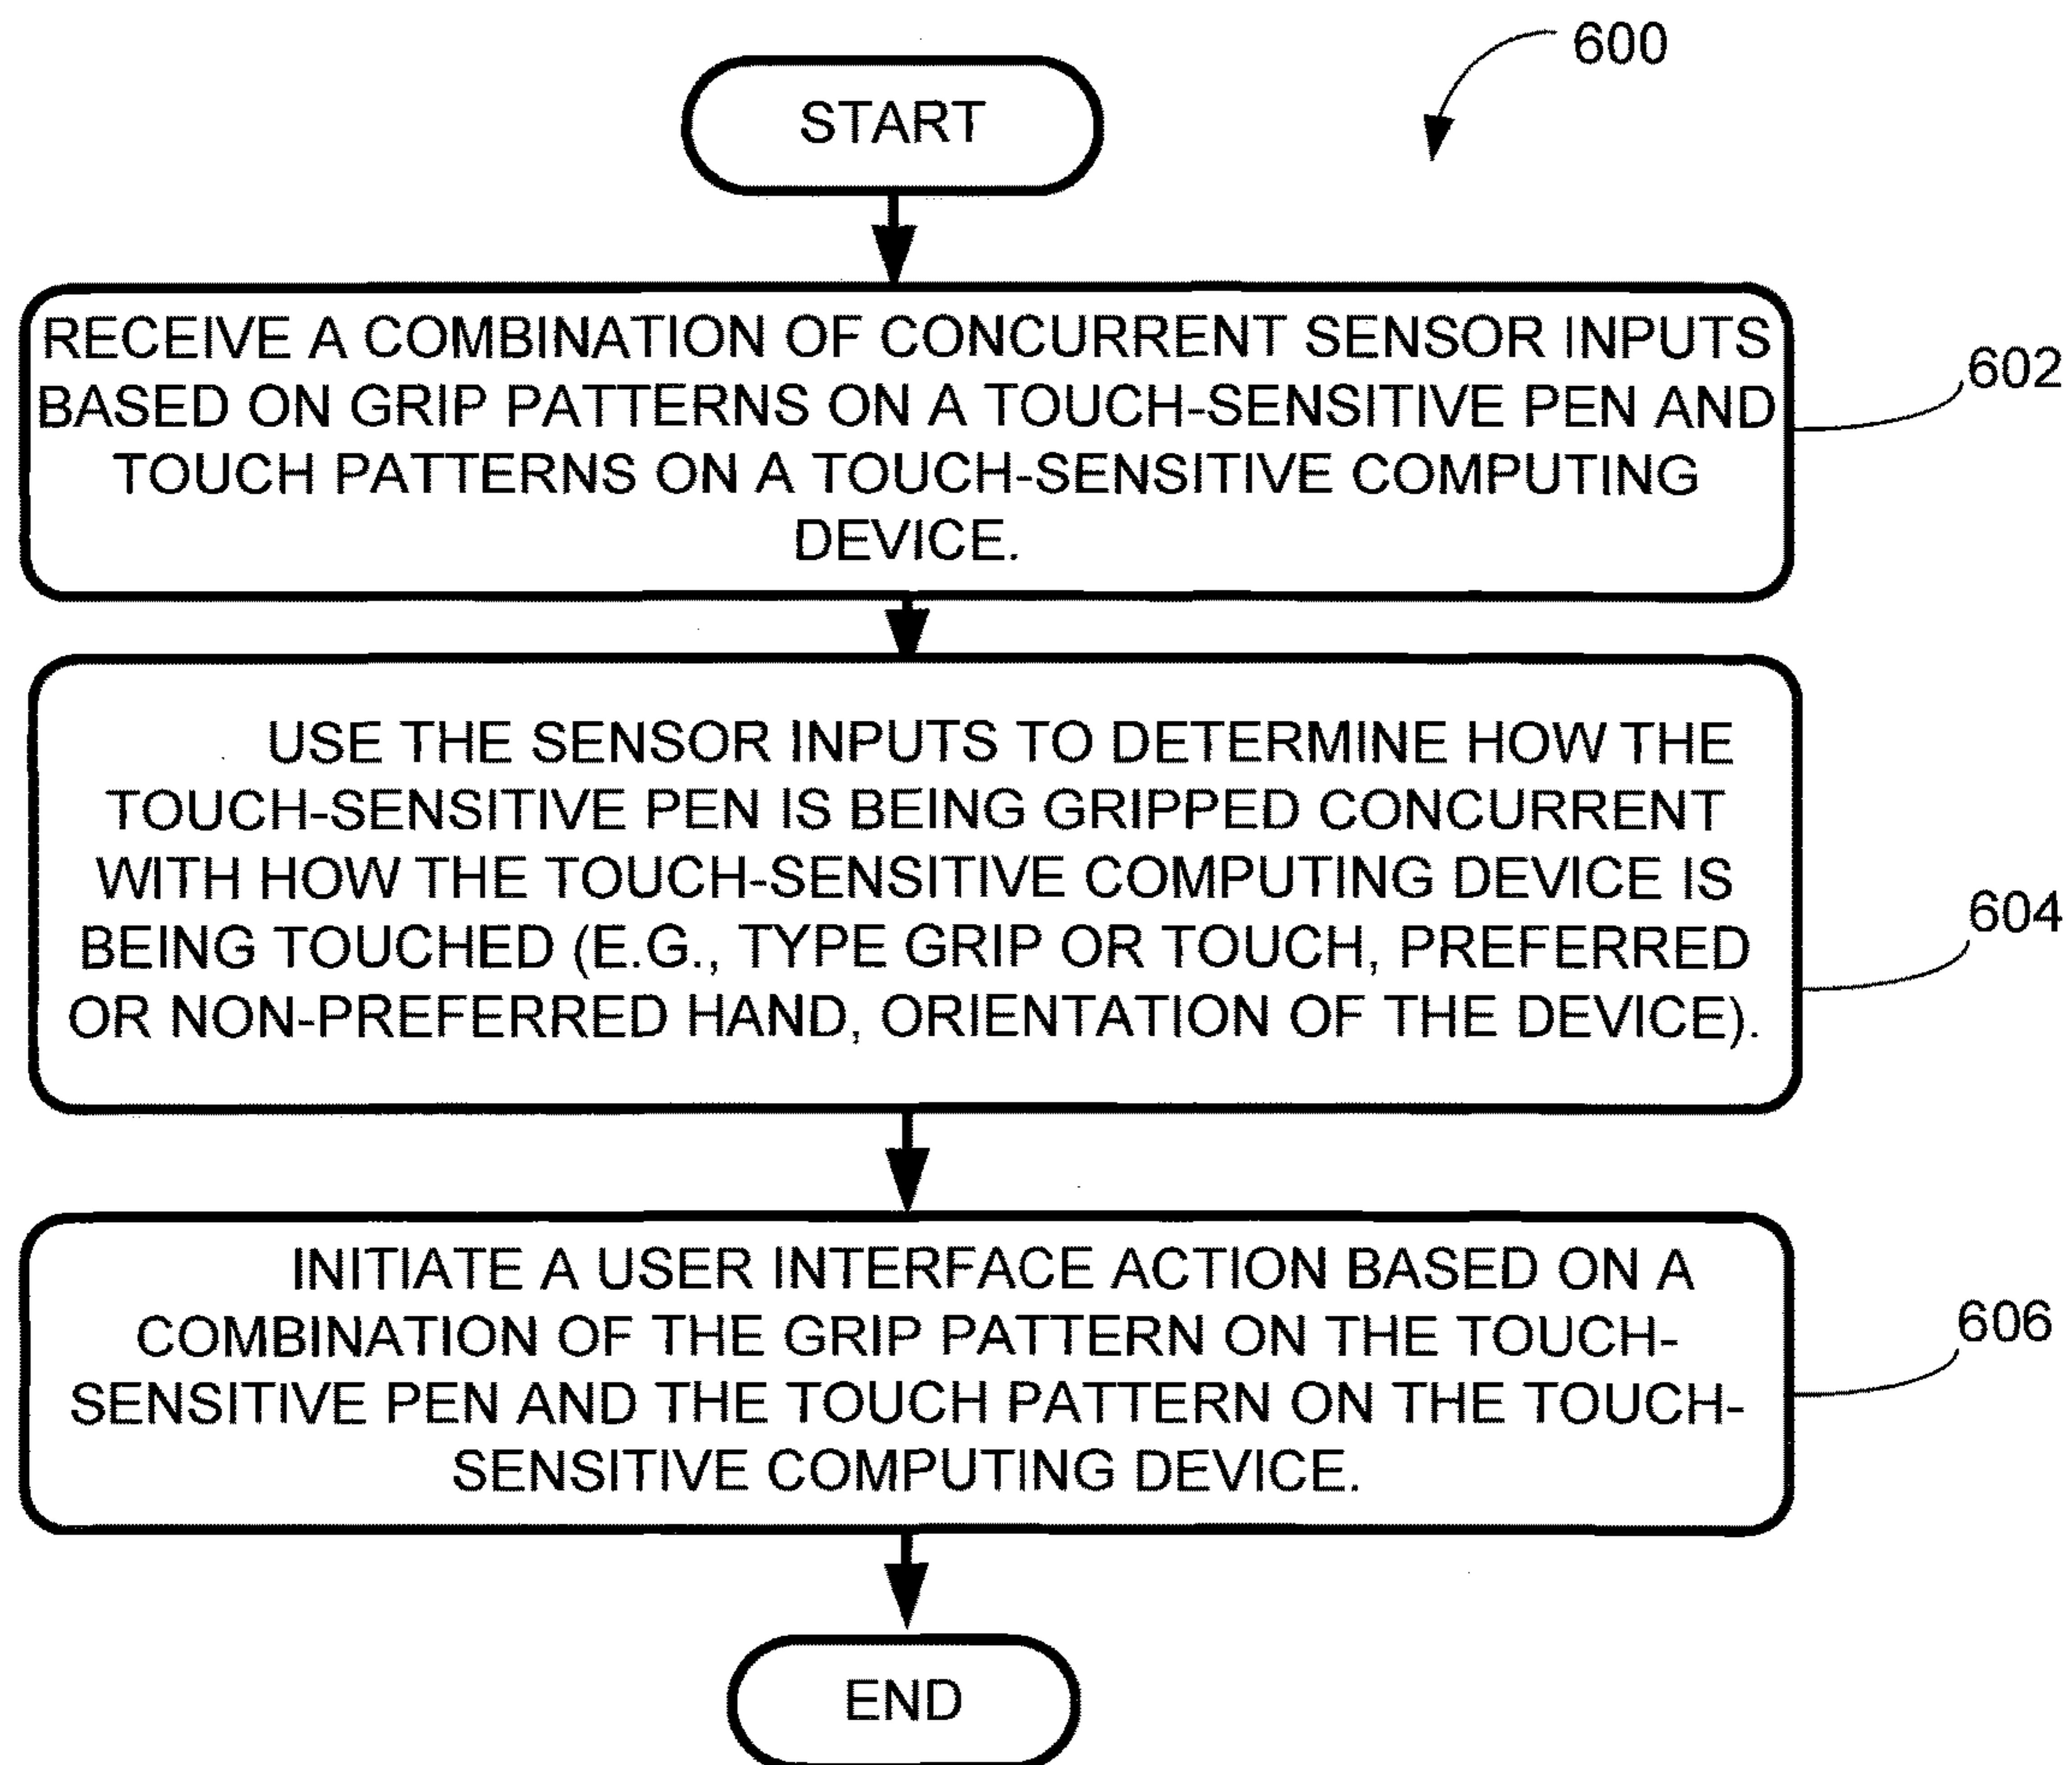 600
START
RECEIVE A COMBINATION OF CONCURRENT SENSOR INPUTS
BASED ON GRIP PATTERNS ON A TOUCH-SENSITIVE PEN AND
TOUCH PATTERNS ON A TOUCH-SENSITIVE COMPUTING
DEVICE.
602
USE THE SENSOR INPUTS TO DETERMINE HOW THE
TOUCH-SENSITIVE PEN IS BEING GRIPPED CONCURRENT
WITH HOW THE TOUCH-SENSITIVE COMPUTING DEVICE IS
BEING TOUCHED (E.G., TYPE GRIP OR TOUCH, PREFERRED
OR NON-PREFERRED HAND, ORIENTATION OF THE DEVICE).
604
INITIATE A USER INTERFACE ACTION BASED ON A
COMBINATION OF THE GRIP PATTERN ON THE TOUCH-
SENSITIVE PEN AND THE TOUCH PATTERN ON THE TOUCH-
SENSITIVE COMPUTING DEVICE.
606
END